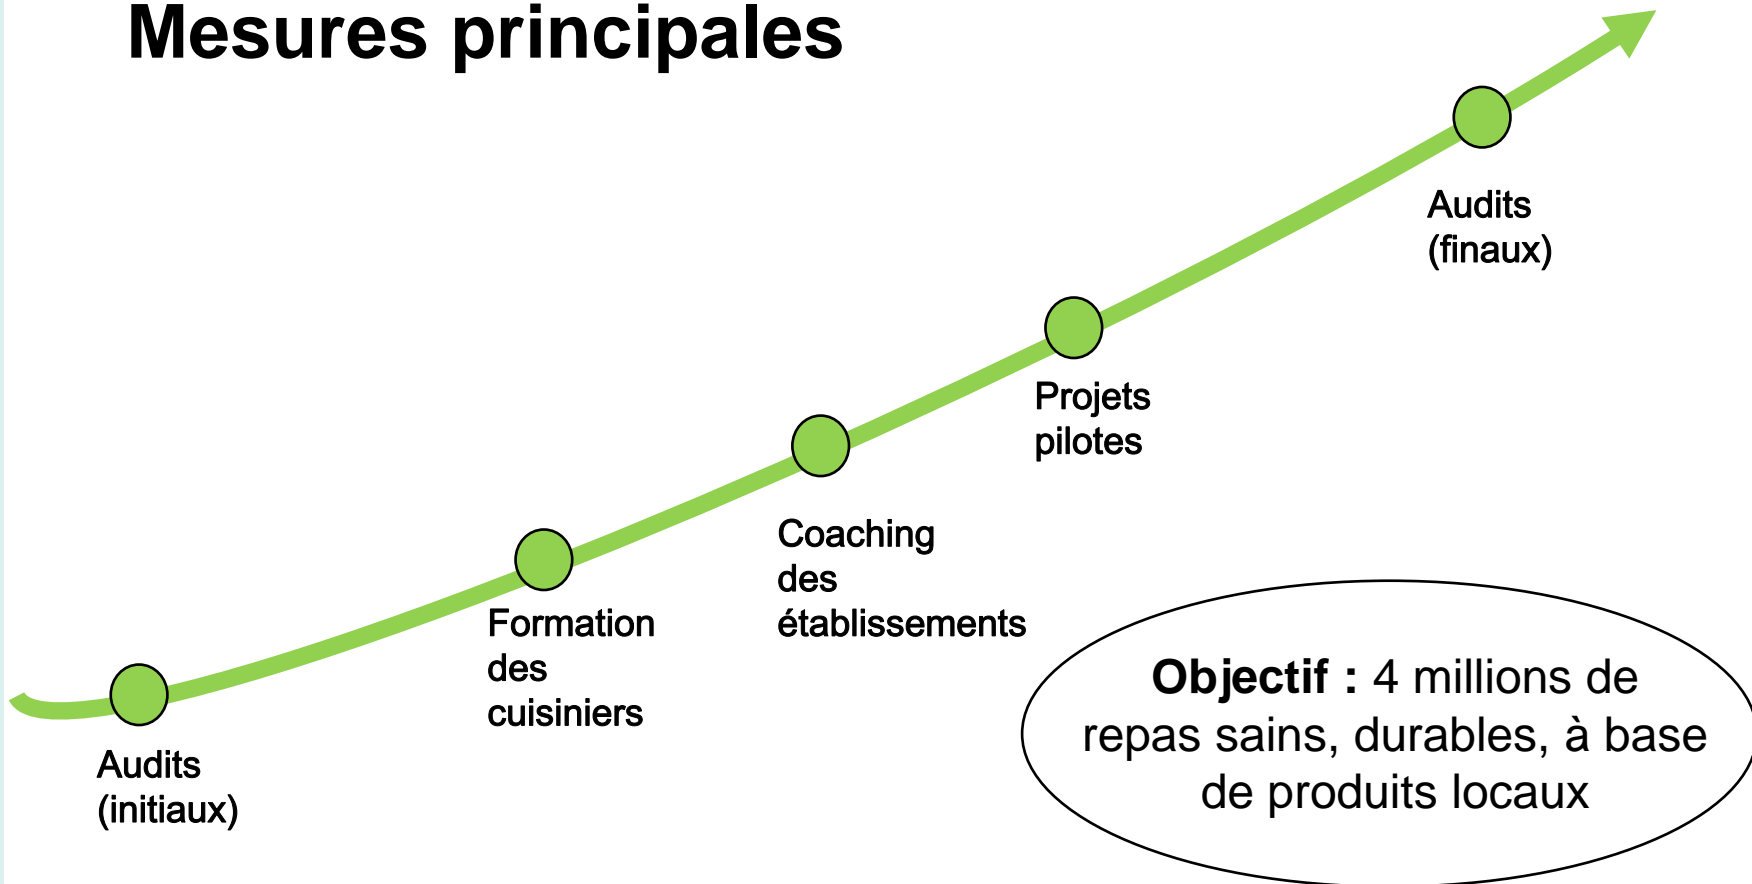 Mesures principales
Audits
(initiaux)
Formation
des
cuisiniers
Coaching
des
établissements
Projets
pilotes
Audits
(finaux)
Objectif : 4 millions de
repas sains, durables, à base
de produits locaux